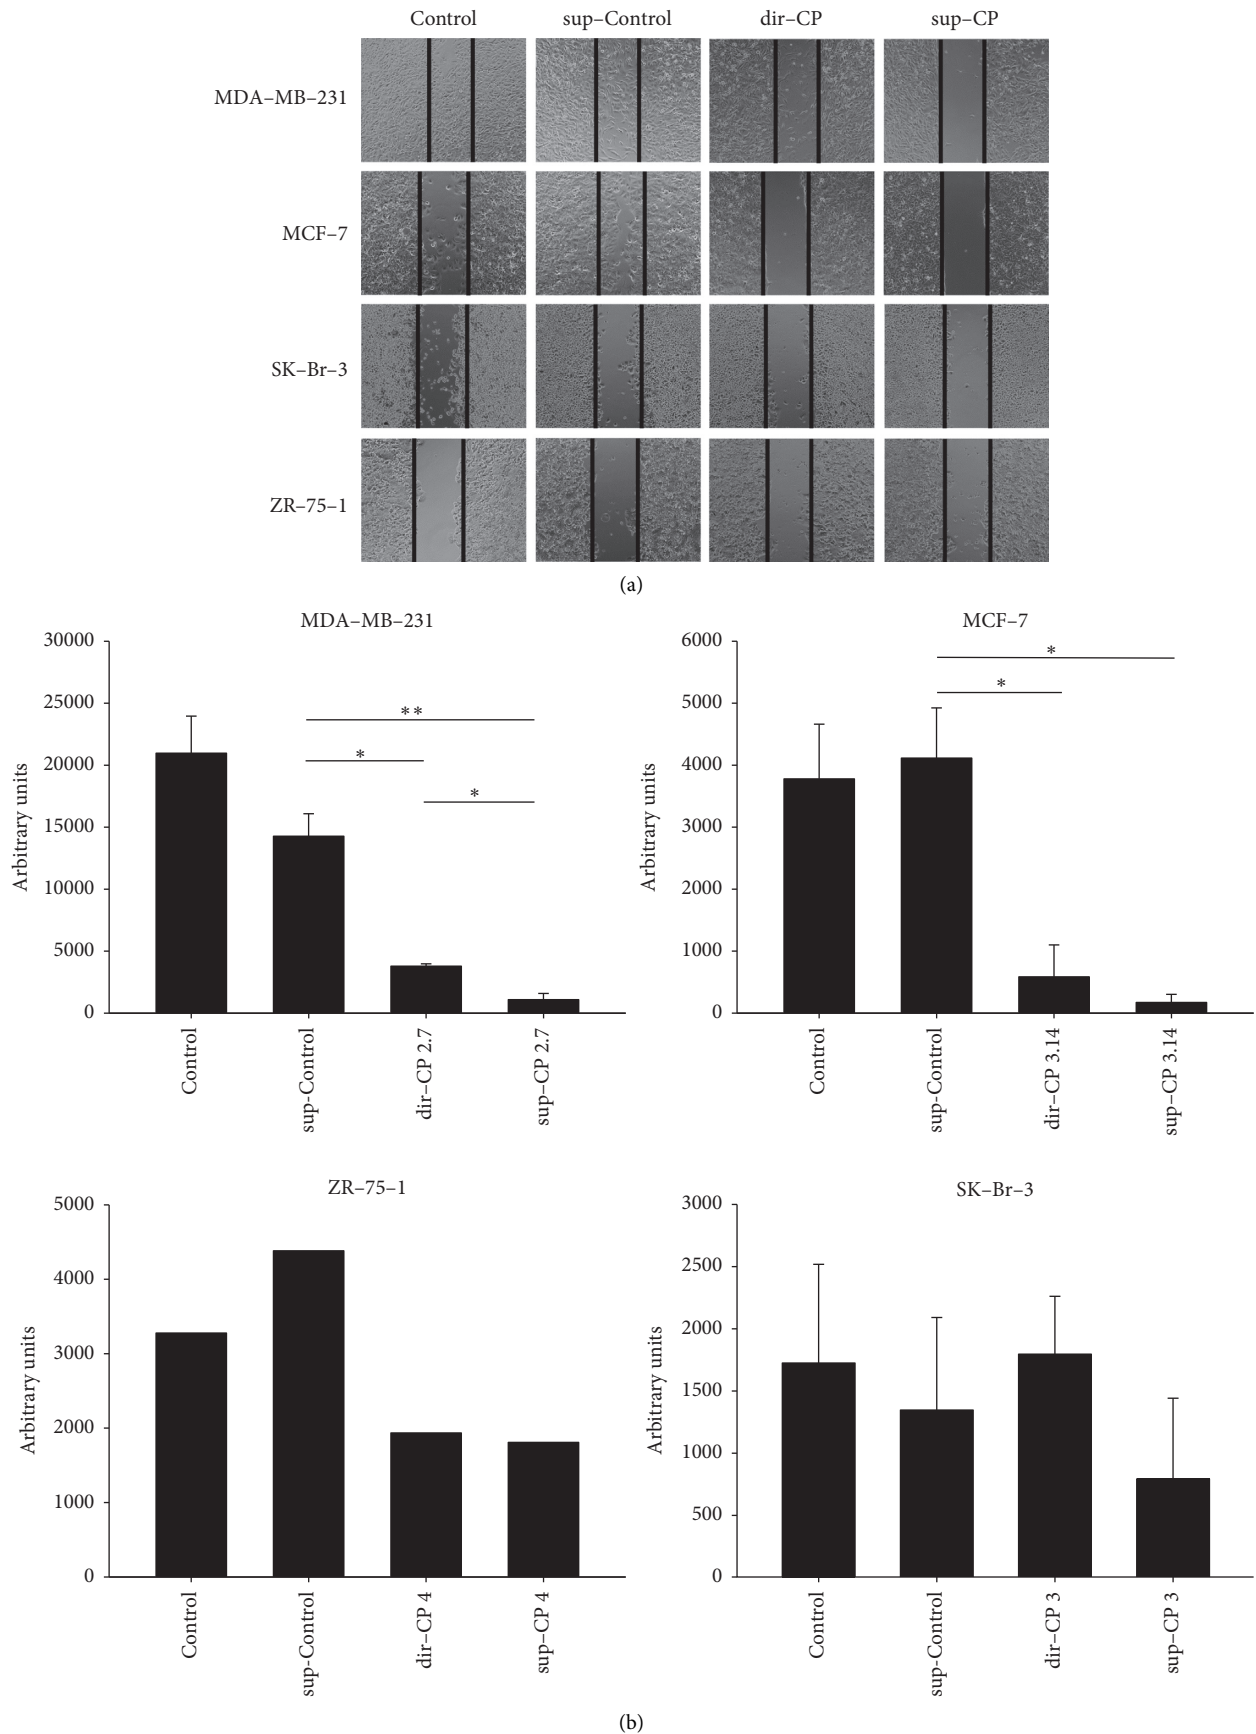 Control sup–Control dir–CP sup–CP
MDA–MB–231
MCF–7
SK–Br–3
ZR–75–1
(a)
MDA–MB–231
30000
25000
20000
15000
10000
5000
0
Arbitrary units
**
*
*
Control
sup-Control
dir–CP 2.7
sup–CP 2.7
MCF–7
6000
5000
4000
3000
2000
1000
0
Arbitrary units
*
*
Control
sup-Control
dir–CP 3.14
sup–CP 3.14
ZR–75–1
5000
4000
3000
2000
1000
0
Arbitrary units
Control
sup-Control
dir–CP 4
sup–CP 4
SK–Br–3
3000
2500
2000
1500
1000
500
0
Arbitrary units
Control
sup-Control
dir–CP 3
sup–CP 3
(b)